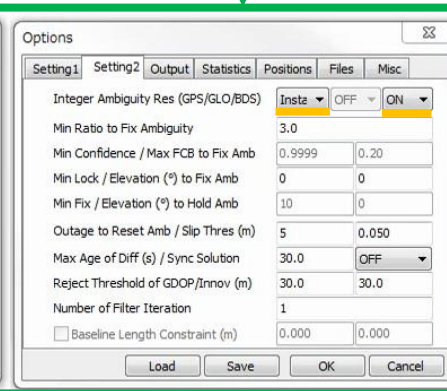 Options
Setting1 Setting2 Output Statistics Positions Files Misc
Integer Ambiguity Res (GPS/GLO/BDS) Insta OFF ON
Min Ratio to Fix Ambiguity 3.0
Min Confidence / Max FCB to Fix Amb 0.9999 0.20
Min Lock / Elevation (°) to Fix Amb 0 0
Min Fix / Elevation (°) to Hold Amb 10 0
Outage to Reset Amb / Slip Thres (m) 5 0.050
Max Age of Diff (s) / Sync Solution 30.0 OFF
Reject Threshold of GDOP/Innov (m) 30.0 30.0
Number of Filter Iteration 1
Baseline Length Constraint (m) 0.000 0.000
Load Save OK Cancel